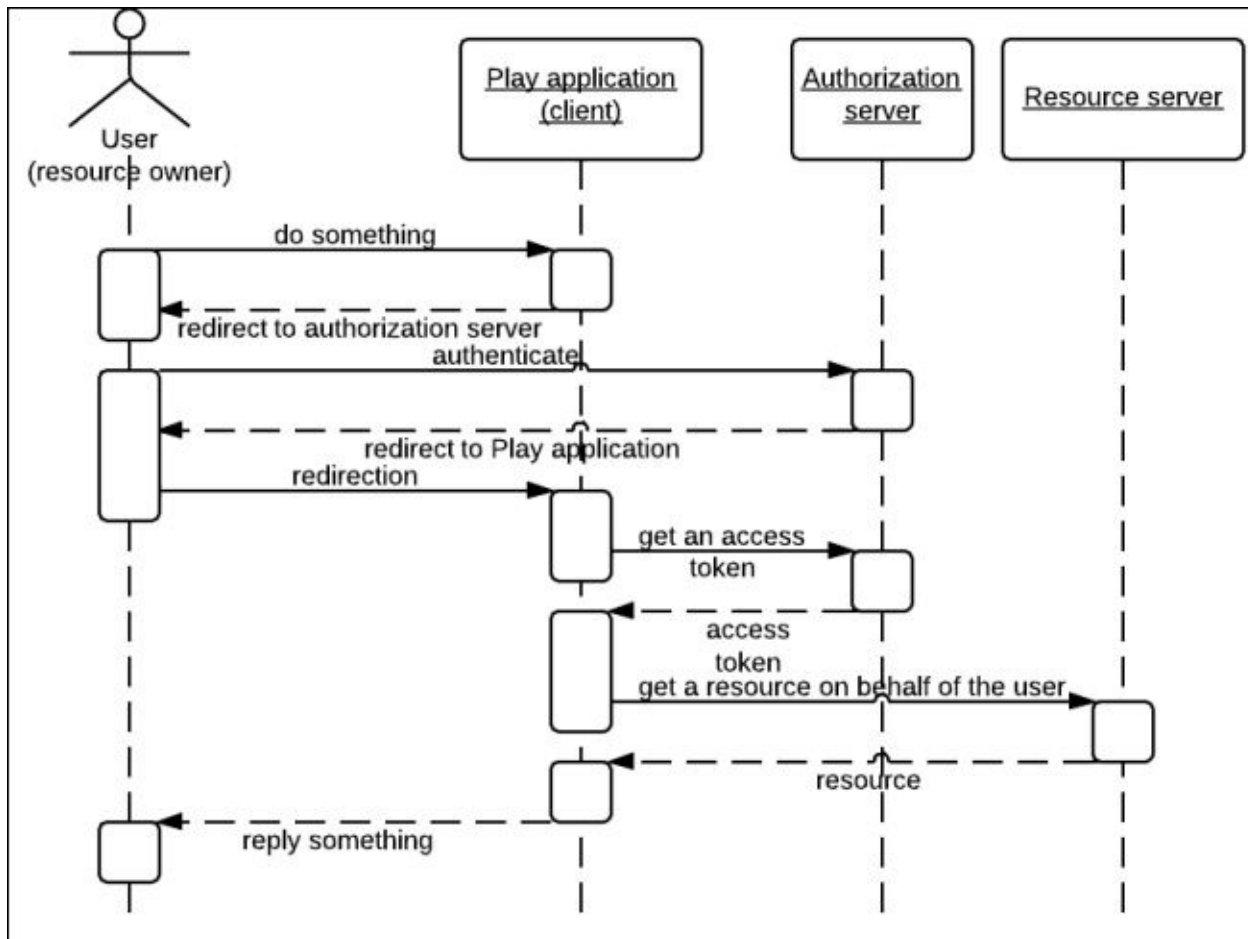 User
(resource owner)
Play application
(client)
Authorization
server
Resource server
do something
redirect to authorization server
authenticate
redirect to Play application
redirection
get an access
token
access
token
get a resource on behalf of the user
resource
reply something